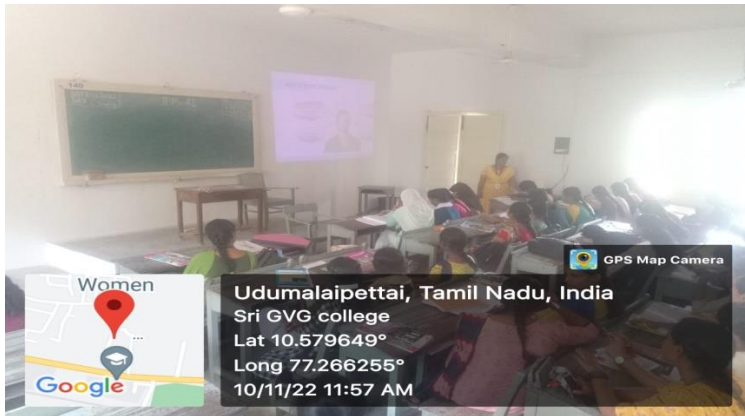 140
GPS Map Camera
Women
Google
Udumalaipettai, Tamil Nadu, India
Sri GVG college
Lat 10.579649°
Long 77.266255°
10/11/22 11:57 AM